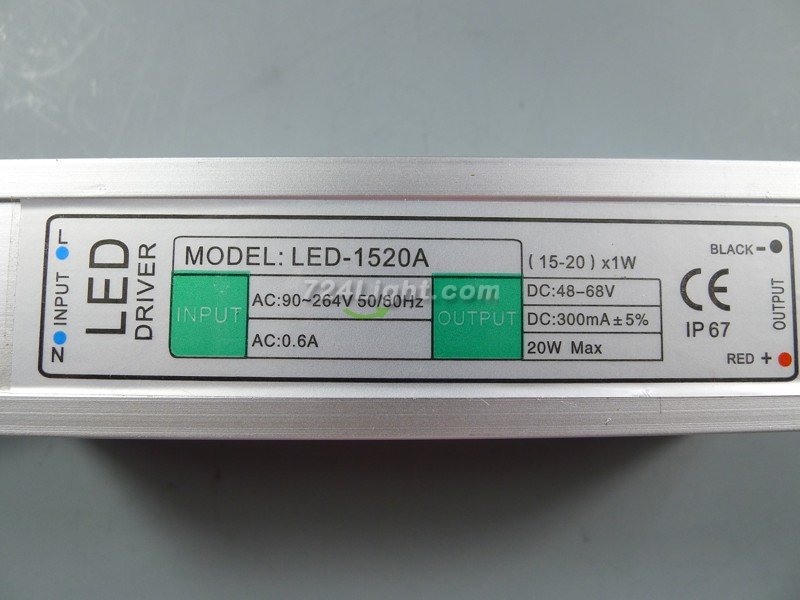 L
INPUT
N
LED
DRIVER
MODEL: LED-1520A
(15-20) x1W
INPUT
AC:90~264V 50/60Hz
AC:0.6A
OUTPUT
DC:48-68V
DC:300mA±5%
20W Max
CE
IP 67
BLACK -
OUTPUT
RED +
724Light.com